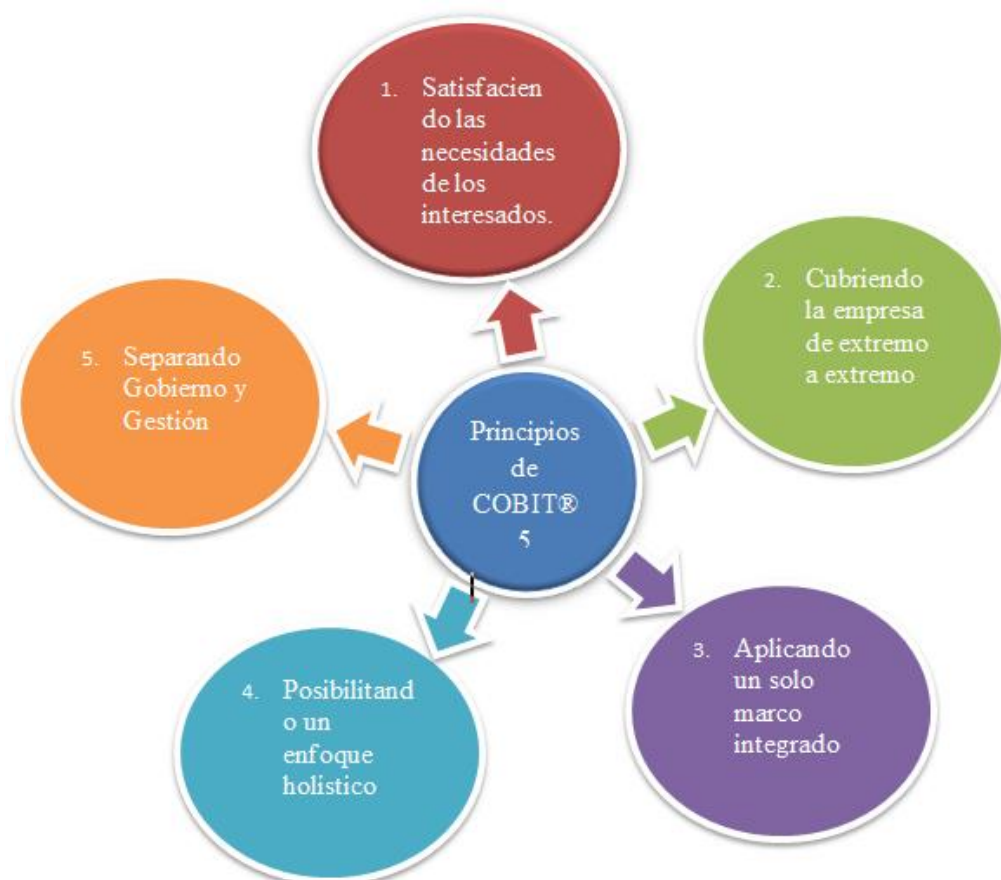 1. Satisfacien
do las
necesidades
de los
interesados.
2. Cubriendo
la empresa
de extremo
a extremo
5. Separando
Gobierno y
Gestión
Principios
de
COBIT®
5
3. Aplicando
un solo
marco
integrado
4. Posibilitand
o un
enfoque
holistico